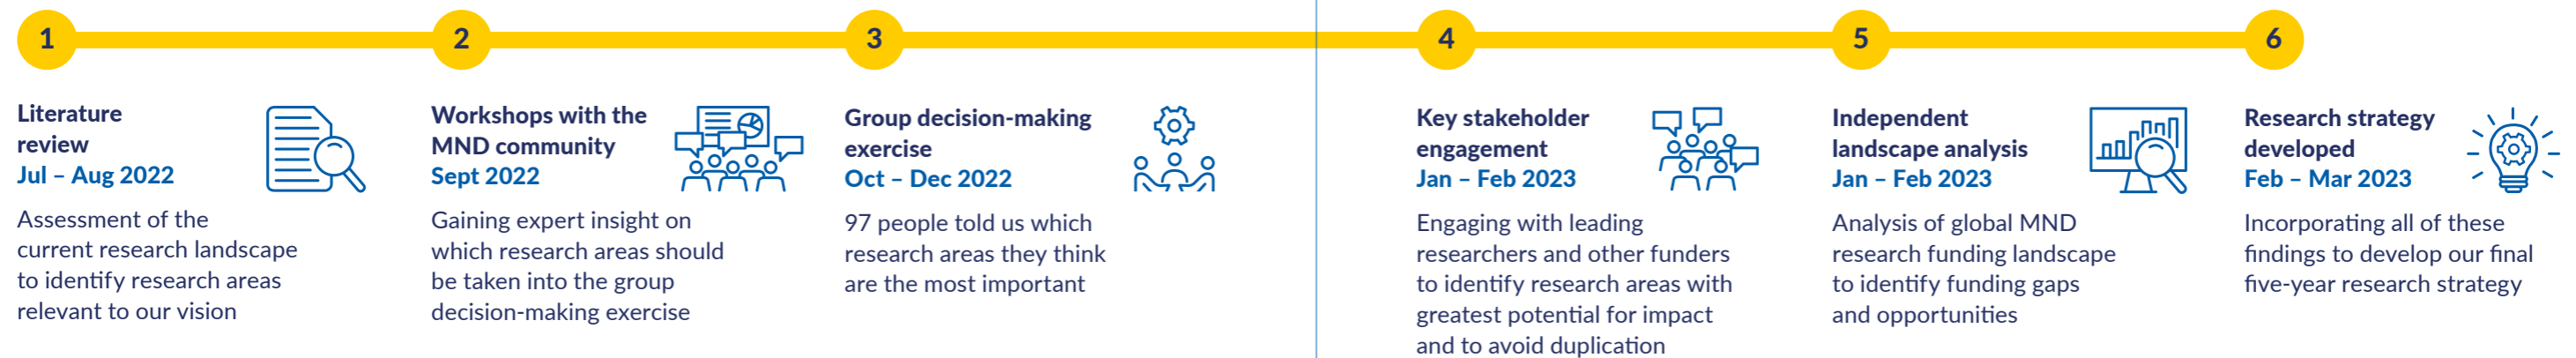 1
Literature
review
Jul – Aug 2022
Assessment of the
current research landscape
to identify research areas
relevant to our vision
2
Workshops with the
MND community
Sept 2022
Gaining expert insight on
which research areas should
be taken into the group
decision-making exercise
3
Group decision-making
exercise
Oct – Dec 2022
97 people told us which
research areas they think
are the most important
4
Key stakeholder
engagement
Jan – Feb 2023
Engaging with leading
researchers and other funders
to identify research areas with
greatest potential for impact
and to avoid duplication
5
Independent
landscape analysis
Jan – Feb 2023
Analysis of global MND
research funding landscape
to identify funding gaps
and opportunities
6
Research strategy
developed
Feb – Mar 2023
Incorporating all of these
findings to develop our final
five-year research strategy